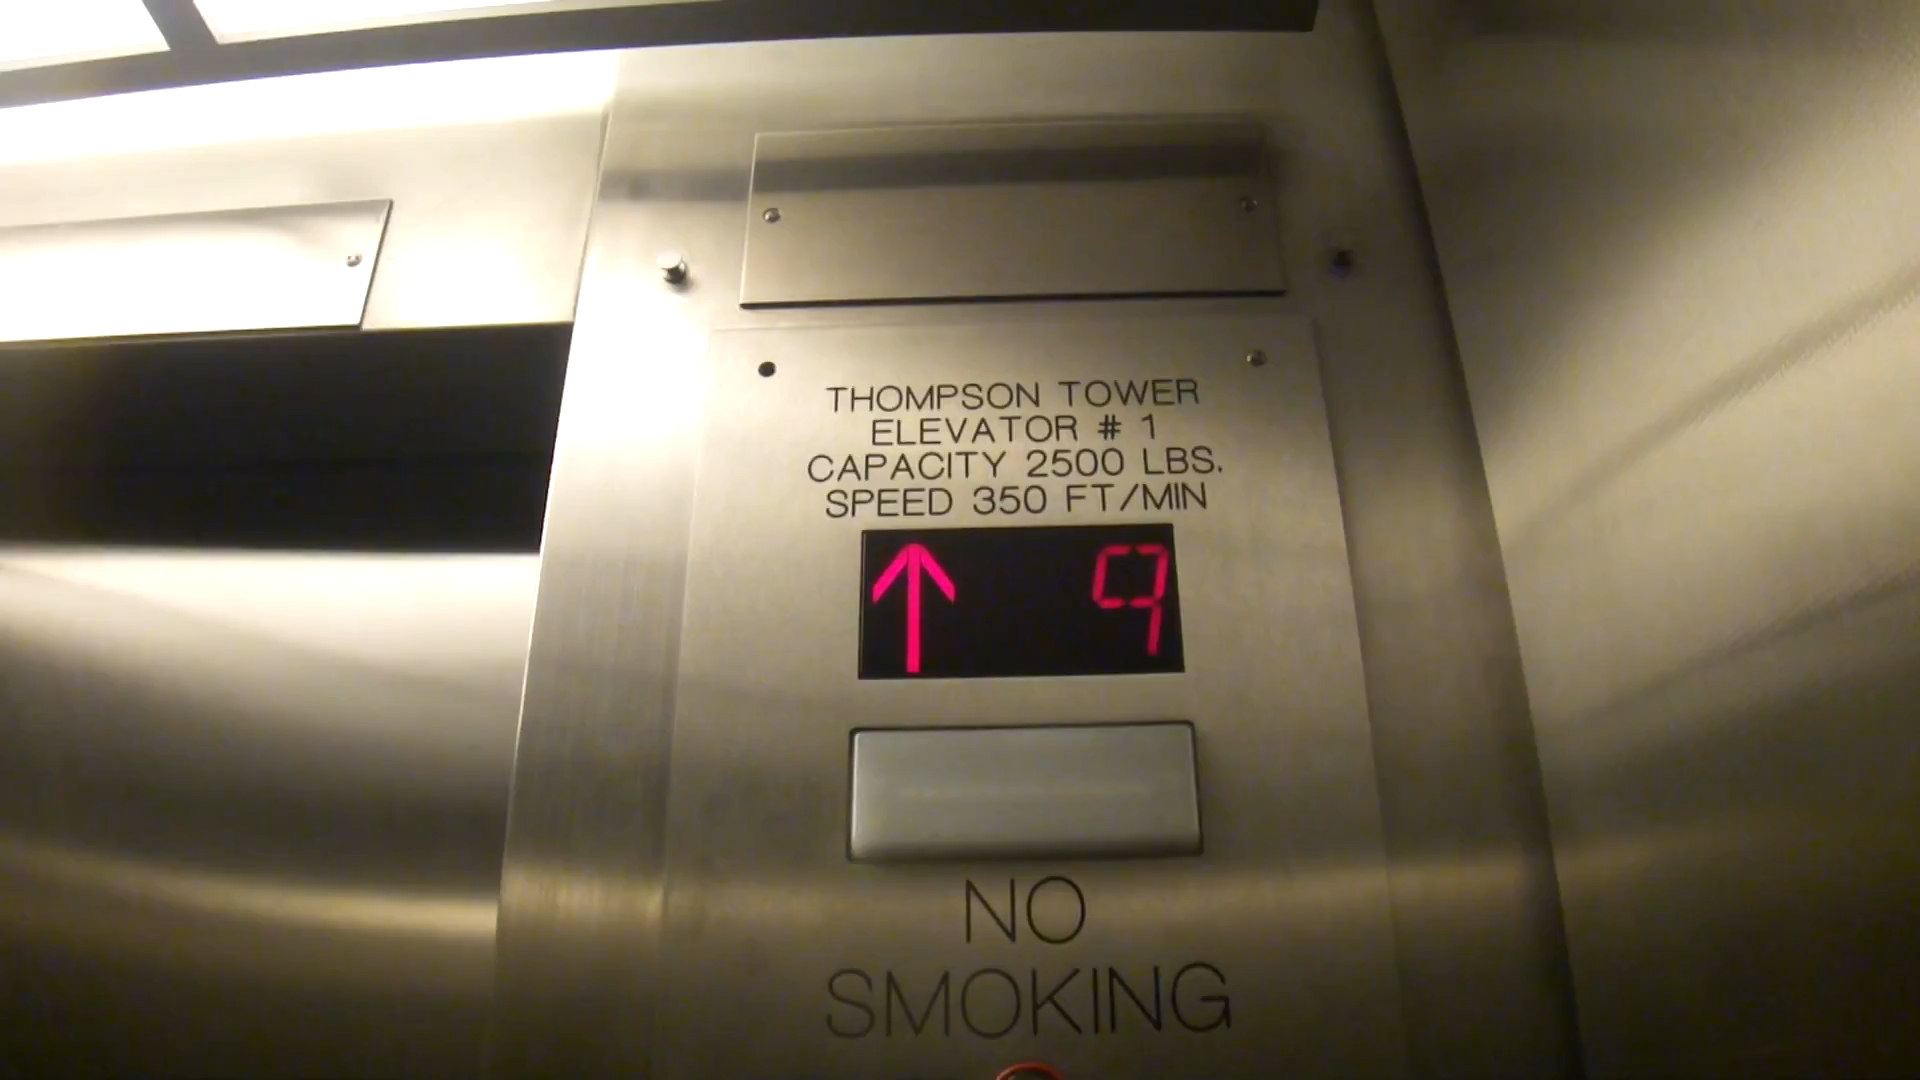 THOMPSON TOWER
ELEVATOR # 1
CAPACITY 2500 LBS.
SPEED 350 FT/MIN
↑ 9
NO
SMOKING